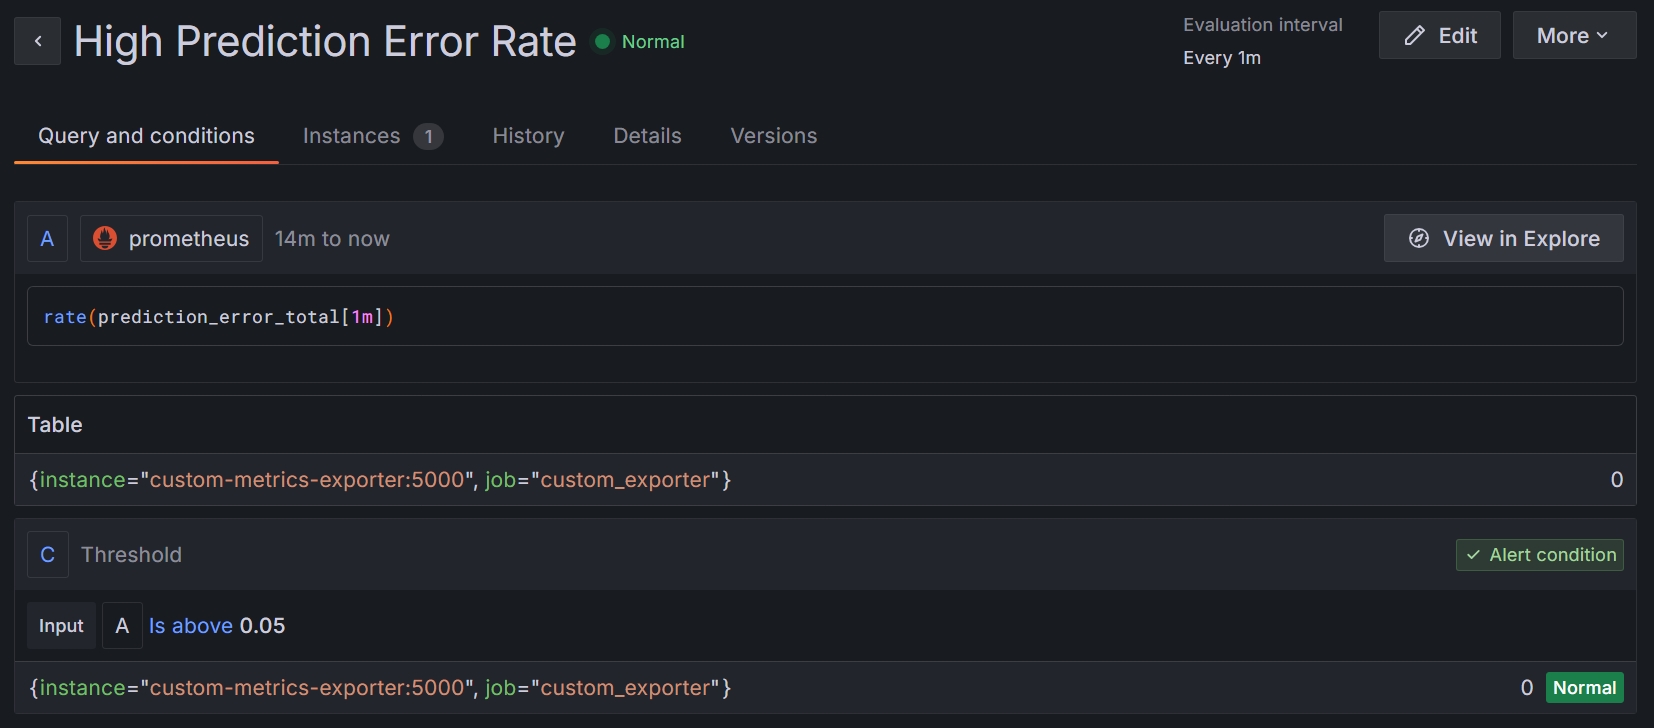 High Prediction Error Rate Normal
Evaluation interval
Every 1m
Edit
More
Query and conditions Instances 1 History Details Versions
A prometheus 14m to now View in Explore
rate(prediction_error_total[1m])
Table
{instance="custom-metrics-exporter:5000", job="custom_exporter"} 0
C Threshold Alert condition
Input A Is above 0.05
{instance="custom-metrics-exporter:5000", job="custom_exporter"} 0 Normal